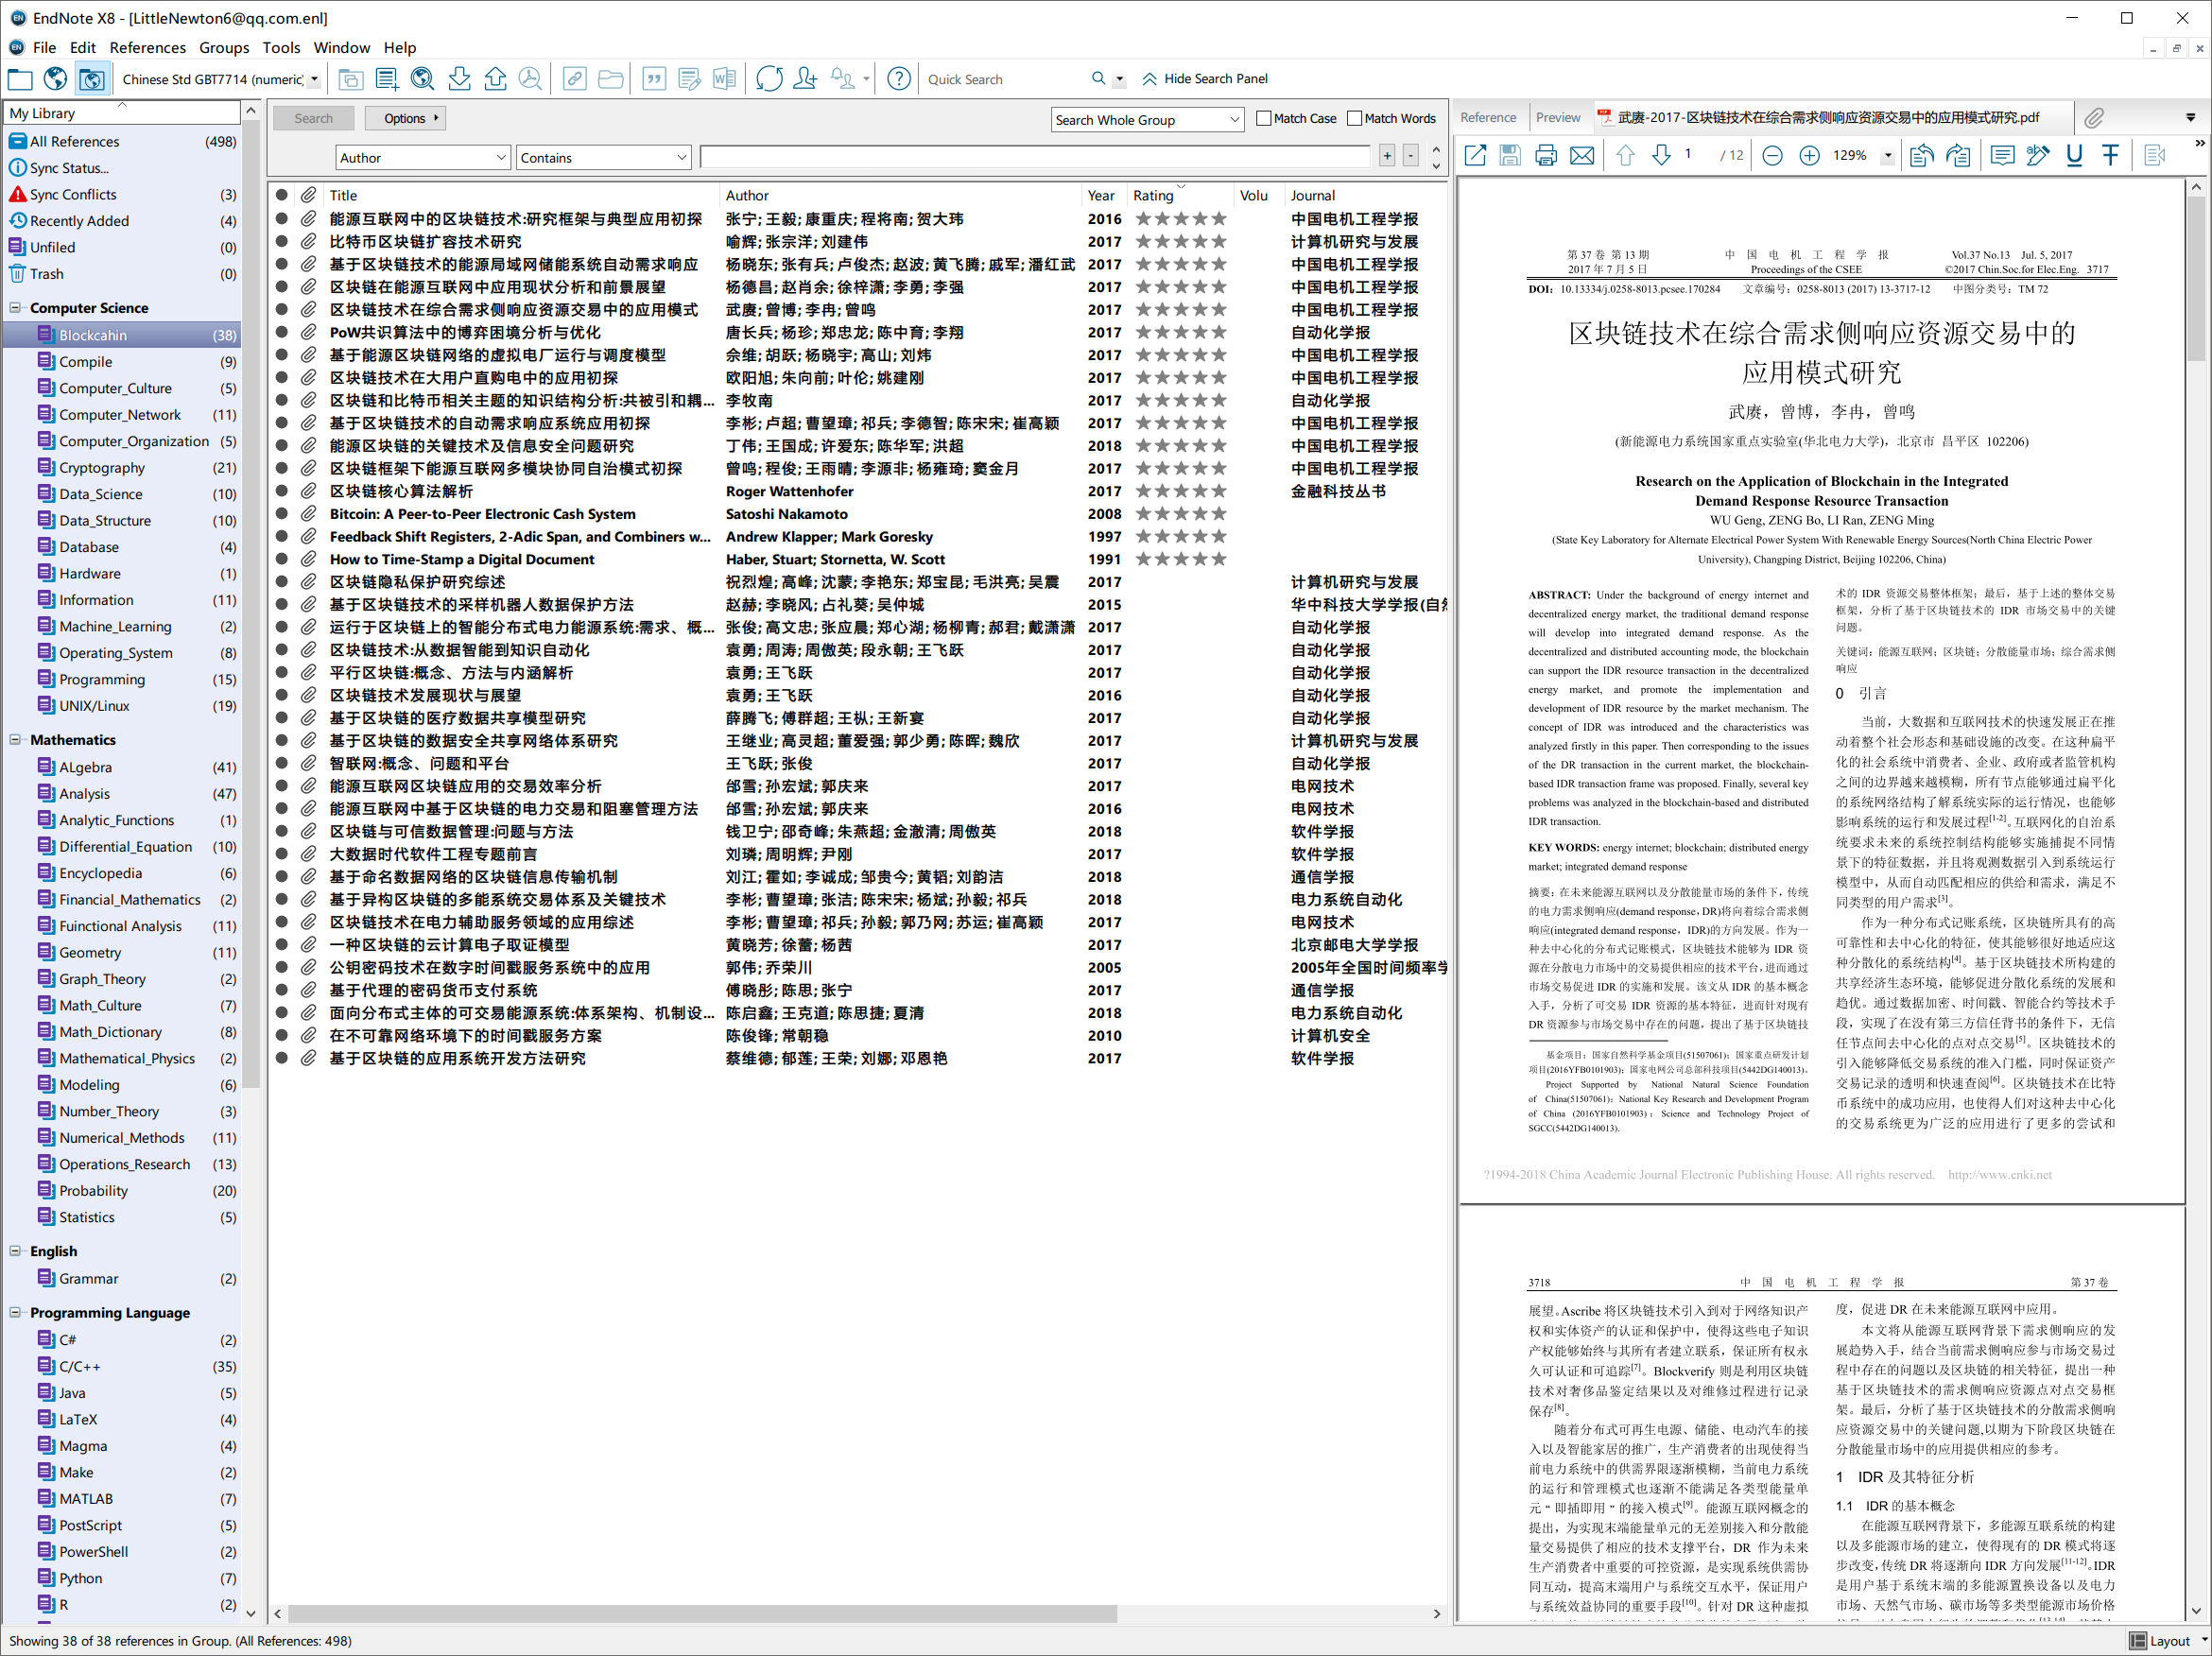 EndNote X8 - [LittleNewton6@qq.com.enl]
File Edit References Groups Tools Window Help
Chinese Std GBT7714 (numeric)
Quick Search
Hide Search Panel
My Library
All References (498)
Sync Status...
Sync Conflicts (3)
Recently Added (4)
Unfiled (0)
Trash (0)
Computer Science
Blockcahin (38)
Compile (9)
Computer_Culture (5)
Computer_Network (11)
Computer_Organization (5)
Cryptography (21)
Data_Science (10)
Data_Structure (10)
Database (4)
Hardware (1)
Information (11)
Machine_Learning (2)
Operating_System (8)
Programming (15)
UNIX/Linux (19)
Mathematics
ALgebra (41)
Analysis (47)
Analytic_Functions (1)
Differential_Equation (10)
Encyclopedia (6)
Financial_Mathematics (2)
Fuinctional Analysis (11)
Geometry (11)
Graph_Theory (2)
Math_Culture (7)
Math_Dictionary (8)
Mathematical_Physics (2)
Modeling (6)
Number_Theory (3)
Numerical_Methods (11)
Operations_Research (13)
Probability (20)
Statistics (5)
English
Grammar (2)
Programming Language
C# (2)
C/C++ (35)
Java (5)
LaTeX (4)
Magma (4)
Make (2)
MATLAB (7)
PostScript (5)
PowerShell (2)
Python (7)
R (2)
Search Options Search Whole Group Match Case Match Words
Author Contains + -
Title Author Year Rating Volu Journal
能源互联网中的区块链技术:研究框架与典型应用初探 张宁; 王毅; 康重庆; 程将南; 贺大玮 2016 ★★★★★ 中国电机工程学报
比特币区块链扩容技术研究 喻辉; 张宗洋; 刘建伟 2017 ★★★★★ 计算机研究与发展
基于区块链技术的能源局域网储能系统自动需求响应 杨晓东; 张有兵; 卢俊杰; 赵波; 黄飞腾; 戚军; 潘红武 2017 ★★★★★ 中国电机工程学报
区块链在能源互联网中应用现状分析和前景展望 杨德昌; 赵肖余; 徐梓潇; 李勇; 李强 2017 ★★★★★ 中国电机工程学报
区块链技术在综合需求侧响应资源交易中的应用模式 武赓; 曾博; 李冉; 曾鸣 2017 ★★★★★ 中国电机工程学报
PoW共识算法中的博弈困境分析与优化 唐长兵; 杨珍; 郑忠龙; 陈中育; 李翔 2017 ★★★★★ 自动化学报
基于能源区块链网络的虚拟电厂运行与调度模型 佘维; 胡跃; 杨晓宇; 高山; 刘炜 2017 ★★★★★ 中国电机工程学报
区块链技术在大用户直购电中的应用初探 欧阳旭; 朱向前; 叶伦; 姚建刚 2017 ★★★★★ 中国电机工程学报
区块链和比特币相关主题的知识结构分析:共被引和耦... 李牧南 2017 ★★★★★ 自动化学报
基于区块链技术的自动需求响应系统应用初探 李彬; 卢超; 曹望璋; 祁兵; 李德智; 陈宋宋; 崔高颖 2017 ★★★★★ 中国电机工程学报
能源区块链的关键技术及信息安全问题研究 丁伟; 王国成; 许爱东; 陈华军; 洪超 2018 ★★★★★ 中国电机工程学报
区块链框架下能源互联网多模块协同自治模式初探 曾鸣; 程俊; 王雨晴; 李源非; 杨雍琦; 窦金月 2017 ★★★★★ 中国电机工程学报
区块链核心算法解析 Roger Wattenhofer 2017 ★★★★★ 金融科技丛书
Bitcoin: A Peer-to-Peer Electronic Cash System Satoshi Nakamoto 2008 ★★★★★
Feedback Shift Registers, 2-Adic Span, and Combiners w... Andrew Klapper; Mark Goresky 1997 ★★★★★
How to Time-Stamp a Digital Document Haber, Stuart; Stornetta, W. Scott 1991 ★★★★★
区块链隐私保护研究综述 祝烈煌; 高峰; 沈蒙; 李艳东; 郑宝昆; 毛洪亮; 吴震 2017 计算机研究与发展
基于区块链技术的采样机器人数据保护方法 赵赫; 李晓风; 占礼葵; 吴仲城 2015 华中科技大学学报(自然
运行于区块链上的智能分布式电力能源系统:需求、概... 张俊; 高文忠; 张应晨; 郑心湖; 杨柳青; 郝君; 戴潇潇 2017 自动化学报
区块链技术:从数据智能到知识自动化 袁勇; 周涛; 周傲英; 段永朝; 王飞跃 2017 自动化学报
平行区块链:概念、方法与内涵解析 袁勇; 王飞跃 2017 自动化学报
区块链技术发展现状与展望 袁勇; 王飞跃 2016 自动化学报
基于区块链的医疗数据共享模型研究 薛腾飞; 傅群超; 王枞; 王新宴 2017 自动化学报
基于区块链的数据安全共享网络体系研究 王继业; 高灵超; 董爱强; 郭少勇; 陈晖; 魏欣 2017 计算机研究与发展
智联网:概念、问题和平台 王飞跃; 张俊 2017 自动化学报
能源互联网区块链应用的交易效率分析 邰雪; 孙宏斌; 郭庆来 2017 电网技术
能源互联网中基于区块链的电力交易和阻塞管理方法 邰雪; 孙宏斌; 郭庆来 2016 电网技术
区块链与可信数据管理:问题与方法 钱卫宁; 邵奇峰; 朱燕超; 金澈清; 周傲英 2018 软件学报
大数据时代软件工程专题前言 刘璘; 周明辉; 尹刚 2017 软件学报
基于命名数据网络的区块链信息传输机制 刘江; 霍如; 李诚成; 邹贵今; 黄韬; 刘韵洁 2018 通信学报
基于异构区块链的多能系统交易体系及关键技术 李彬; 曹望璋; 张洁; 陈宋宋; 杨斌; 孙毅; 祁兵 2018 电力系统自动化
区块链技术在电力辅助服务领域的应用综述 李彬; 曹望璋; 祁兵; 孙毅; 郭乃网; 苏运; 崔高颖 2017 电网技术
一种区块链的云计算电子取证模型 黄晓芳; 徐蕾; 杨茜 2017 北京邮电大学学报
公钥密码技术在数字时间戳服务系统中的应用 郭伟; 乔荣川 2005 2005年全国时间频率学
基于代理的密码货币支付系统 傅晓彤; 陈思; 张宁 2017 通信学报
面向分布式主体的可交易能源系统:体系架构、机制设... 陈启鑫; 王克道; 陈思捷; 夏清 2018 电力系统自动化
在不可靠网络环境下的时间戳服务方案 陈俊锋; 常朝稳 2010 计算机安全
基于区块链的应用系统开发方法研究 蔡维德; 郁莲; 王荣; 刘娜; 邓恩艳 2017 软件学报
Reference Preview 武赓-2017-区块链技术在综合需求侧响应资源交易中的应用模式研究.pdf
1 / 12 129%
第 37 卷 第 13 期 中 国 电 机 工 程 学 报 Vol.37 No.13 Jul. 5, 2017
2017 年 7 月 5 日 Proceedings of the CSEE ©2017 Chin.Soc.for Elec.Eng. 3717
DOI: 10.13334/j.0258-8013.pcsee.170284 文章编号：0258-8013 (2017) 13-3717-12 中图分类号：TM 72
区块链技术在综合需求侧响应资源交易中的
应用模式研究
武赓，曾博，李冉，曾鸣
(新能源电力系统国家重点实验室(华北电力大学)，北京市 昌平区 102206)
Research on the Application of Blockchain in the Integrated
Demand Response Resource Transaction
WU Geng, ZENG Bo, LI Ran, ZENG Ming
(State Key Laboratory for Alternate Electrical Power System With Renewable Energy Sources(North China Electric Power
University), Changping District, Beijing 102206, China)
ABSTRACT: Under the background of energy internet and
decentralized energy market, the traditional demand response
will develop into integrated demand response. As the
decentralized and distributed accounting mode, the blockchain
can support the IDR resource transaction in the decentralized
energy market, and promote the implementation and
development of IDR resource by the market mechanism. The
concept of IDR was introduced and the characteristics was
analyzed firstly in this paper. Then corresponding to the issues
of the DR transaction in the current market, the blockchain-
based IDR transaction frame was proposed. Finally, several key
problems was analyzed in the blockchain-based and distributed
IDR transaction.
KEY WORDS: energy internet; blockchain; distributed energy
market; integrated demand response
摘要：在未来能源互联网以及分散能量市场的条件下，传统
的电力需求侧响应(demand response，DR)将向着综合需求侧
响应(integrated demand response，IDR)的方向发展。作为一
种去中心化的分布式记账模式，区块链技术能够为 IDR 资
源在分散电力市场中的交易提供相应的技术平台，进而通过
市场交易促进 IDR 的实施和发展。该文从 IDR 的基本概念
入手，分析了可交易 IDR 资源的基本特征，进而针对现有
DR 资源参与市场交易中存在的问题，提出了基于区块链技
基金项目：国家自然科学基金项目(51507061)；国家重点研发计划
项目(2016YFB0101903)；国家电网公司总部科技项目(5442DG140013)。
Project Supported by National Natural Science Foundation
of China(51507061)；National Key Research and Development Program
of China (2016YFB0101903)；Science and Technology Project of
SGCC(5442DG140013).
术的 IDR 资源交易整体框架；最后，基于上述的整体交易
框架，分析了基于区块链技术的 IDR 市场交易中的关键
问题。
关键词：能源互联网；区块链；分散能量市场；综合需求侧
响应
0 引言
当前，大数据和互联网技术的快速发展正在推
动着整个社会形态和基础设施的改变。在这种扁平
化的社会系统中消费者、企业、政府或者监管机构
之间的边界越来越模糊，所有节点能够通过扁平化
的系统网络结构了解系统实际的运行情况，也能够
影响系统的运行和发展过程[1-2]。互联网化的自治系
统要求未来的系统控制结构能够实施捕捉不同情
景下的特征数据，并且将观测数据引入到系统运行
模型中，从而自动匹配相应的供给和需求，满足不
同类型的用户需求[3]。
作为一种分布式记账系统，区块链所具有的高
可靠性和去中心化的特征，使其能够很好地适应这
种分散化的系统结构[4]。基于区块链技术所构建的
共享经济生态环境，能够促进分散化系统的发展和
趋优。通过数据加密、时间戳、智能合约等技术手
段，实现了在没有第三方信任背书的条件下，无信
任节点间去中心化的点对点交易[5]。区块链技术的
引入能够降低交易系统的准入门槛，同时保证资产
交易记录的透明和快速查阅[6]。区块链技术在比特
币系统中的成功应用，也使得人们对这种去中心化
的交易系统更为广泛的应用进行了更多的尝试和
?1994-2018 China Academic Journal Electronic Publishing House. All rights reserved. http://www.cnki.net
3718 中 国 电 机 工 程 学 报 第 37 卷
展望。Ascribe 将区块链技术引入到对于网络知识产
权和实体资产的认证和保护中，使得这些电子知识
产权能够始终与其所有者建立联系，保证所有权永
久可认证和可追踪[7]。Blockverify 则是利用区块链
技术对奢侈品鉴定结果以及对维修过程进行记录
保存[8]。
随着分布式可再生电源、储能、电动汽车的接
入以及智能家居的推广，生产消费者的出现使得当
前电力系统中的供需界限逐渐模糊，当前电力系统
的运行和管理模式也逐渐不能满足各类型能量单
元“即插即用”的接入模式[9]。能源互联网概念的
提出，为实现末端能量单元的无差别接入和分散能
量交易提供了相应的技术支撑平台，DR 作为未来
生产消费者中重要的可控资源，是实现系统供需协
同互动，提高末端用户与系统交互水平，保证用户
与系统效益协同的重要手段[10]。针对 DR 这种虚拟
度，促进 DR 在未来能源互联网中应用。
本文将从能源互联网背景下需求侧响应的发
展趋势入手，结合当前需求侧响应参与市场交易过
程中存在的问题以及区块链的相关特征，提出一种
基于区块链技术的需求侧响应资源点对点交易框
架。最后，分析了基于区块链技术的分散需求侧响
应资源交易中的关键问题,以期为下阶段区块链在
分散能量市场中的应用提供相应的参考。
1 IDR 及其特征分析
1.1 IDR 的基本概念
在能源互联网背景下，多能源互联系统的构建
以及多能源市场的建立，使得现有的 DR 模式将逐
步改变,传统 DR 将逐渐向 IDR 方向发展[11-12]。IDR
是用户基于系统末端的多能源置换设备以及电力
市场、天然气市场、碳市场等多类型能源市场价格
Showing 38 of 38 references in Group. (All References: 498)
Layout